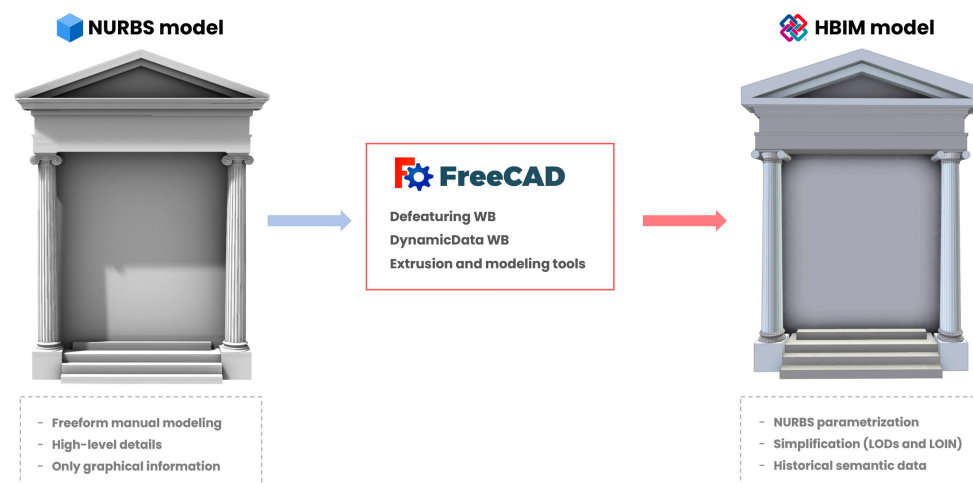 NURBS model
HBIM model
FreeCAD
Defeaturing WB
DynamicData WB
Extrusion and modeling tools
- Freeform manual modeling
- High-level details
- Only graphical information
- NURBS parametrization
- Simplification (LODs and LOIN)
- Historical semantic data